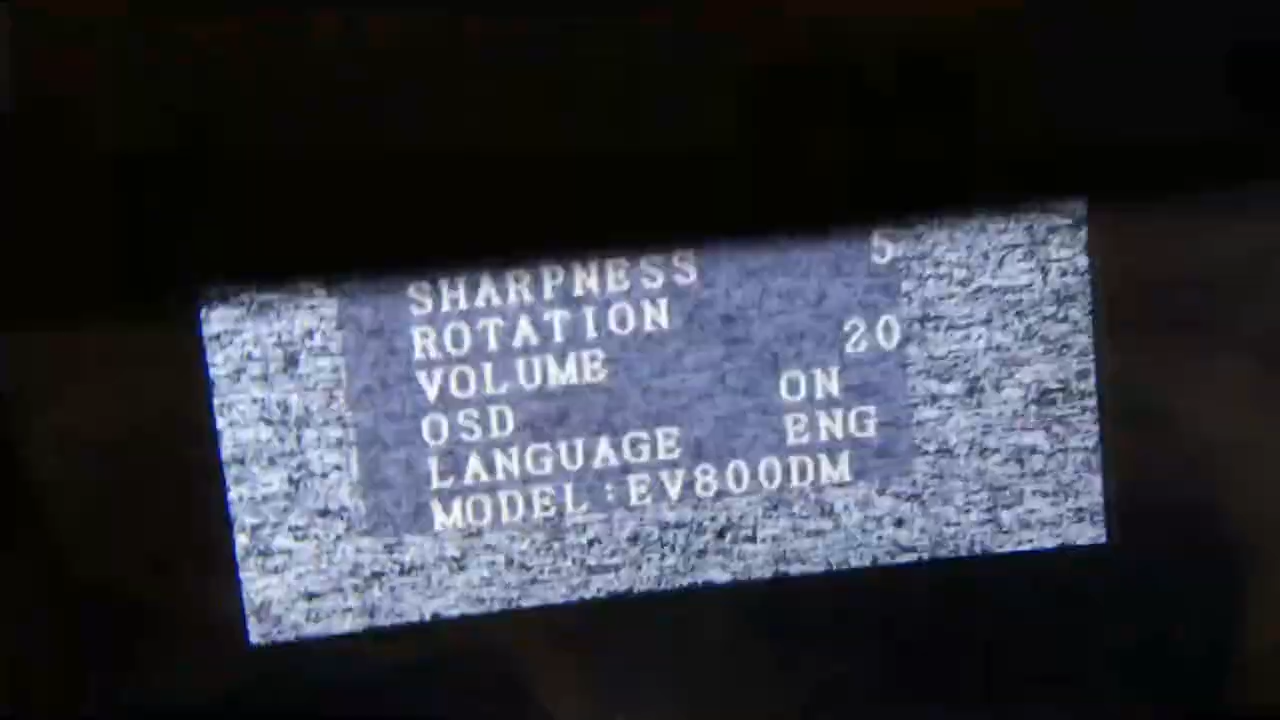 SHARPNESS 5
ROTATION
VOLUME 20
OSD ON
LANGUAGE ENG
MODEL:EV800DM